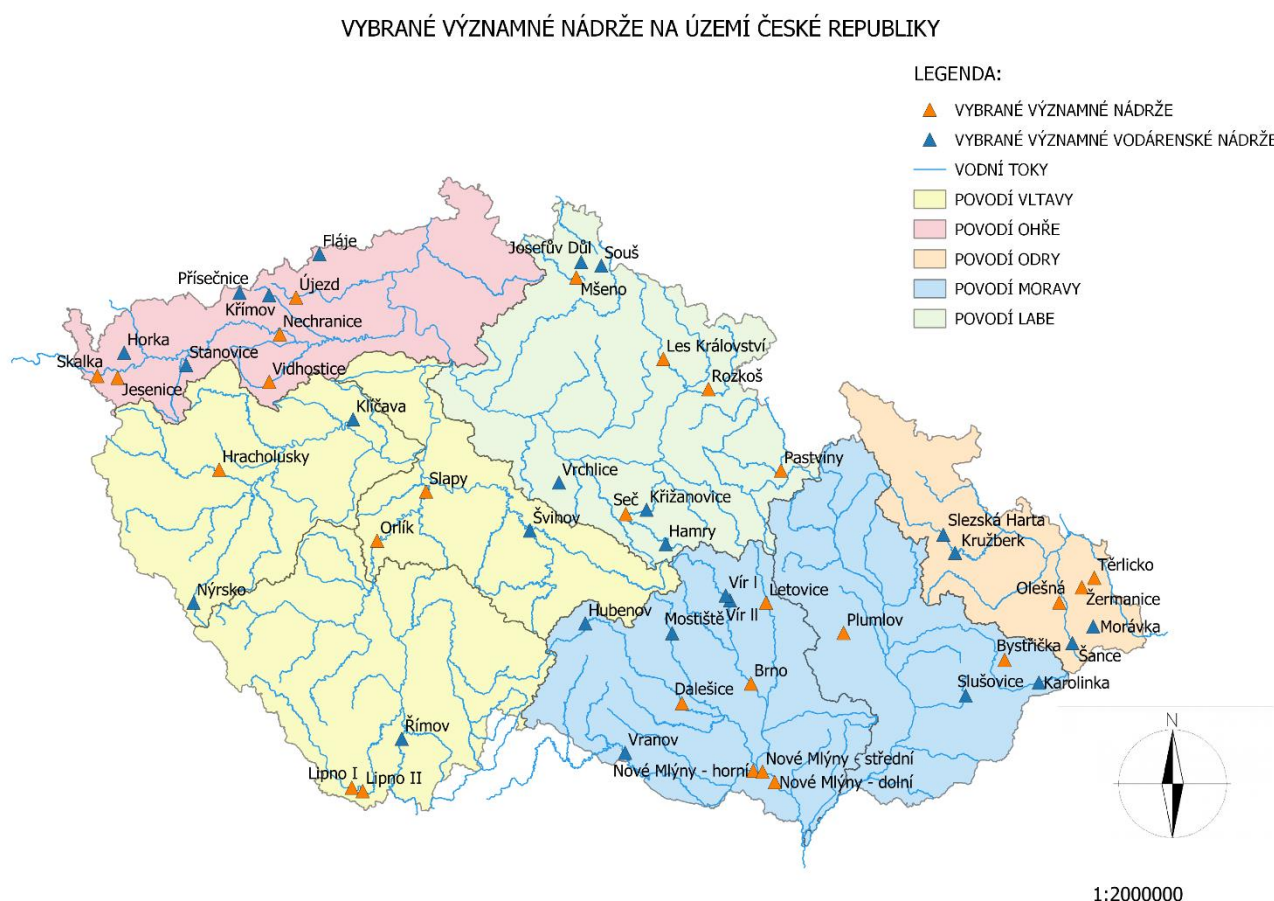 VYBRANÉ VÝZNAMNÉ NÁDRŽE NA ÚZEMÍ ČESKÉ REPUBLIKY
LEGENDA:
VYBRANÉ VÝZNAMNÉ NÁDRŽE
VYBRANÉ VÝZNAMNÉ VODÁRENSKÉ NÁDRŽE
VODNÍ TOKY
POVODÍ VLTAVY
POVODÍ OHŘE
POVODÍ ODRY
POVODÍ MORAVY
POVODÍ LABE
Fláje
Josefův Důl
Souš
Přísečnice
Újezd
Mšeno
Křímov
Nechranice
Horka
Stanovice
Skalka
Jesenice
Vidhostice
Les Království
Rozkoš
Klíčava
Hracholusky
Slapy
Vrchlice
Pastviny
Seč
Křižanovice
Orlík
Švihov
Hamry
Slezská Harta
Kružberk
Těrlicko
Olešná
Žermanice
Nýrsko
Vír I
Letovice
Hubenov
Mostiště
Vír II
Plumlov
Morávka
Bystřička
Šance
Brno
Dalešice
Slušovice
Karolinka
Římov
Vranov
Nové Mlýny - střední
Nové Mlýny - horní
Nové Mlýny - dolní
Lipno I
Lipno II
N
1:2000000